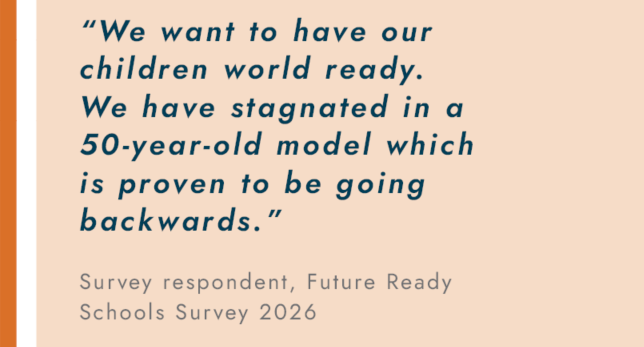 “We want to have our
children world ready.
We have stagnated in a
50-year-old model which
is proven to be going
backwards.”
Survey respondent, Future Ready
Schools Survey 2026